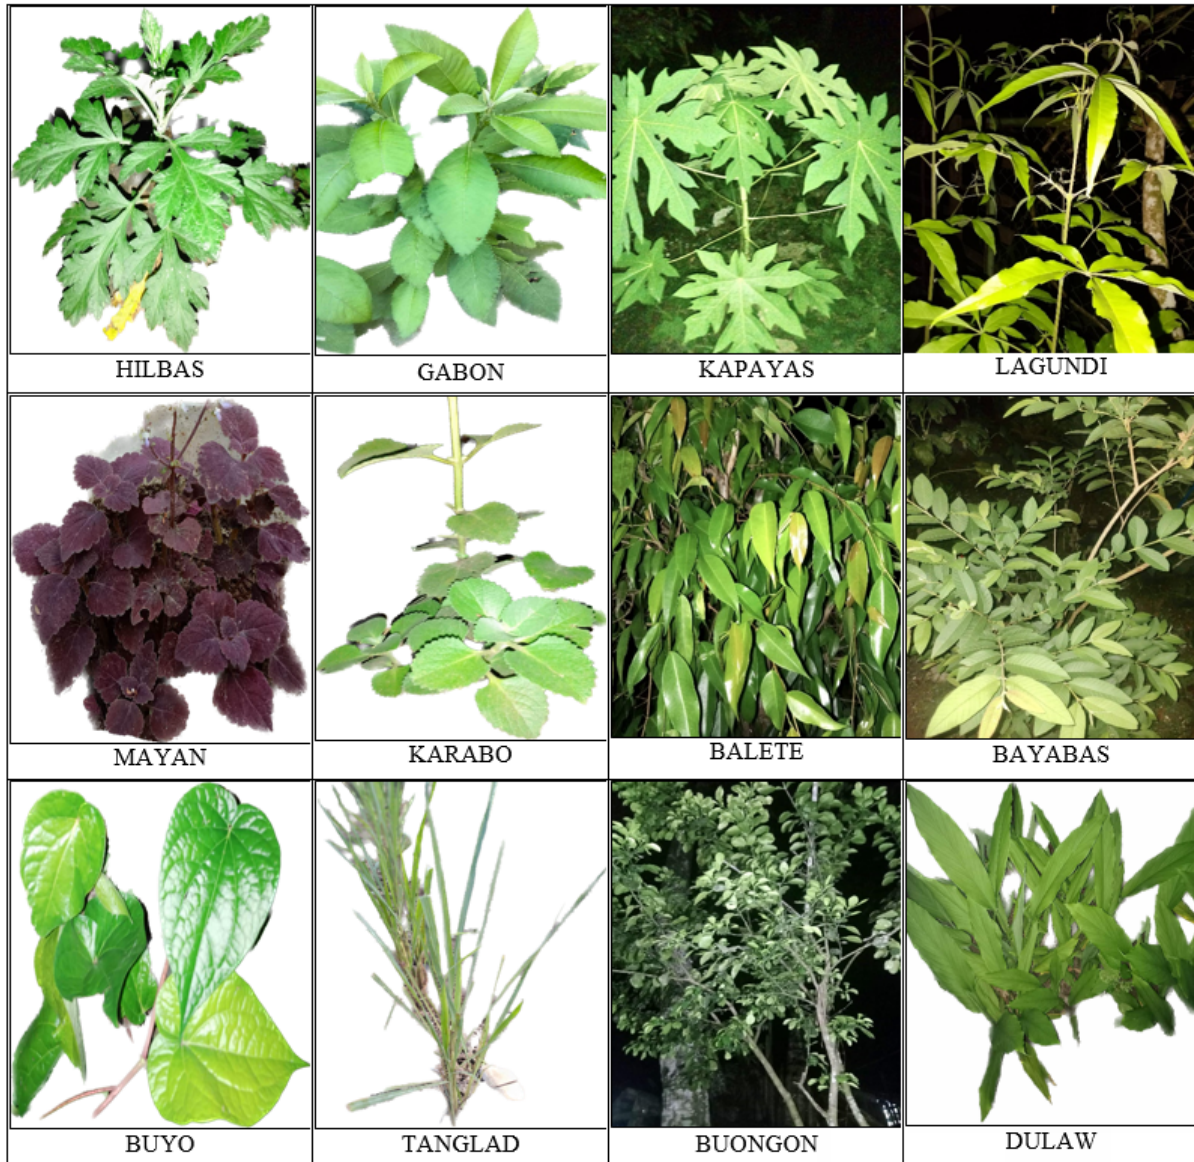 HILBAS
GABON
KAPAYAS
LAGUNDI
MAYAN
KARABO
BALETE
BAYABAS
BUYO
TANGLAD
BUONGON
DULAW